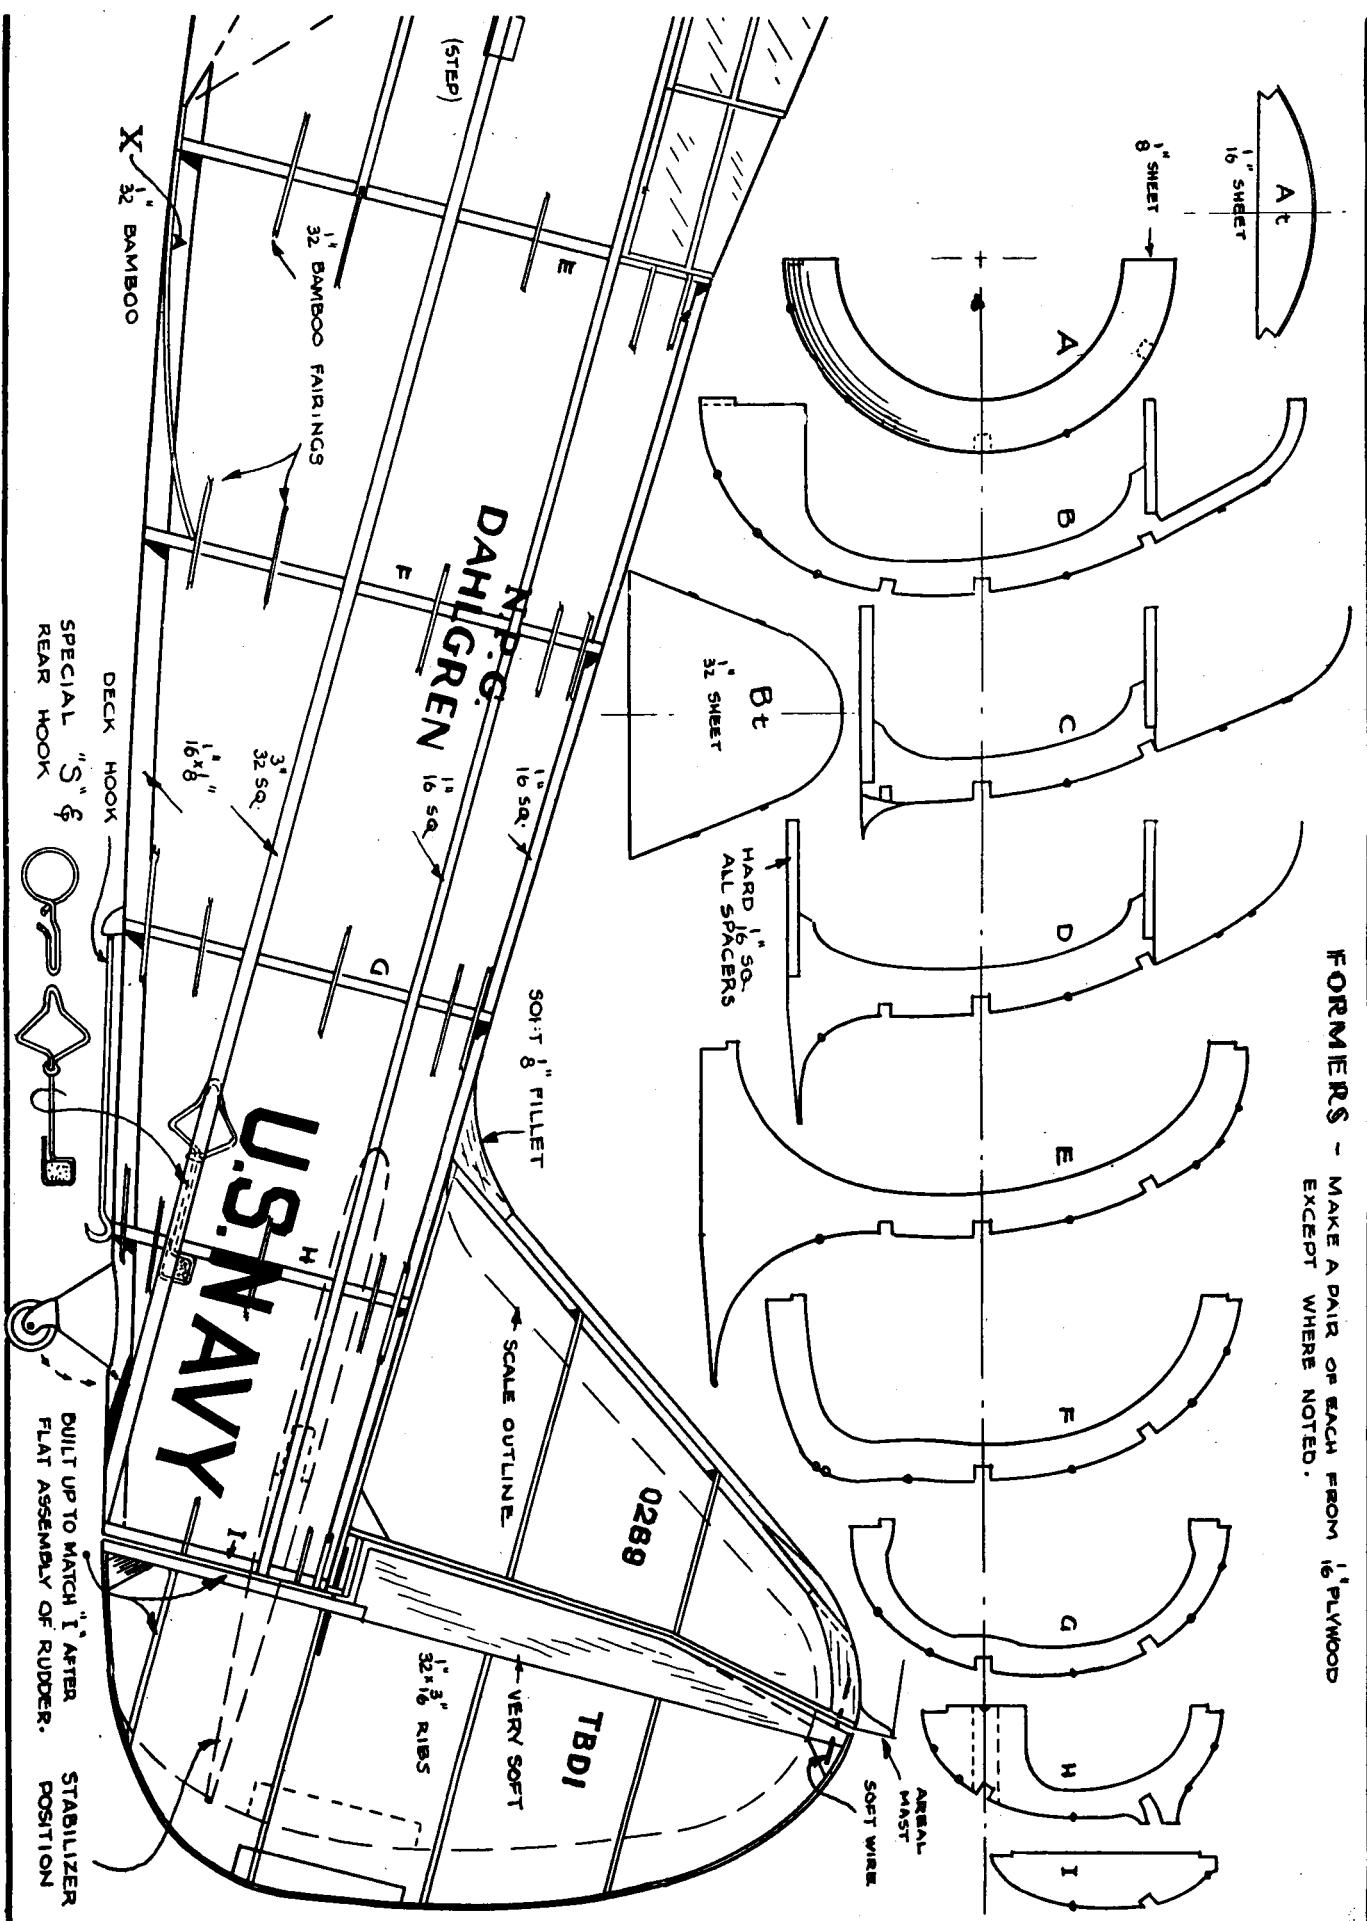 FORMERS - MAKE A PAIR OF EACH FROM 1/16" PLYWOOD
EXCEPT WHERE NOTED.
At
1/16" SHEET
1/8" SHEET
A
B
C
D
E
F
G
H
I
Bt
1/32" SHEET
HARD 1/16" SQ.
ALL SPACERS
AREAL
MAST
SOFT WIRE
(STEP)
E
F
G
H
I
N.P.G.
DAHLGREN
1/16" SQ.
1/16" SQ
3/32" SQ.
1/16" x 1/8"
SOFT 1/8" FILLET
SCALE OUTLINE
0289
TBD1
VERY SOFT
1/32" x 3/16" RIBS
U.S. NAVY
X
1/32" BAMBOO
1/32" BAMBOO FAIRINGS
DECK HOOK
SPECIAL "S" &
REAR HOOK
BUILT UP TO MATCH "I" AFTER
FLAT ASSEMBLY OF RUDDER.
STABILIZER
POSITION